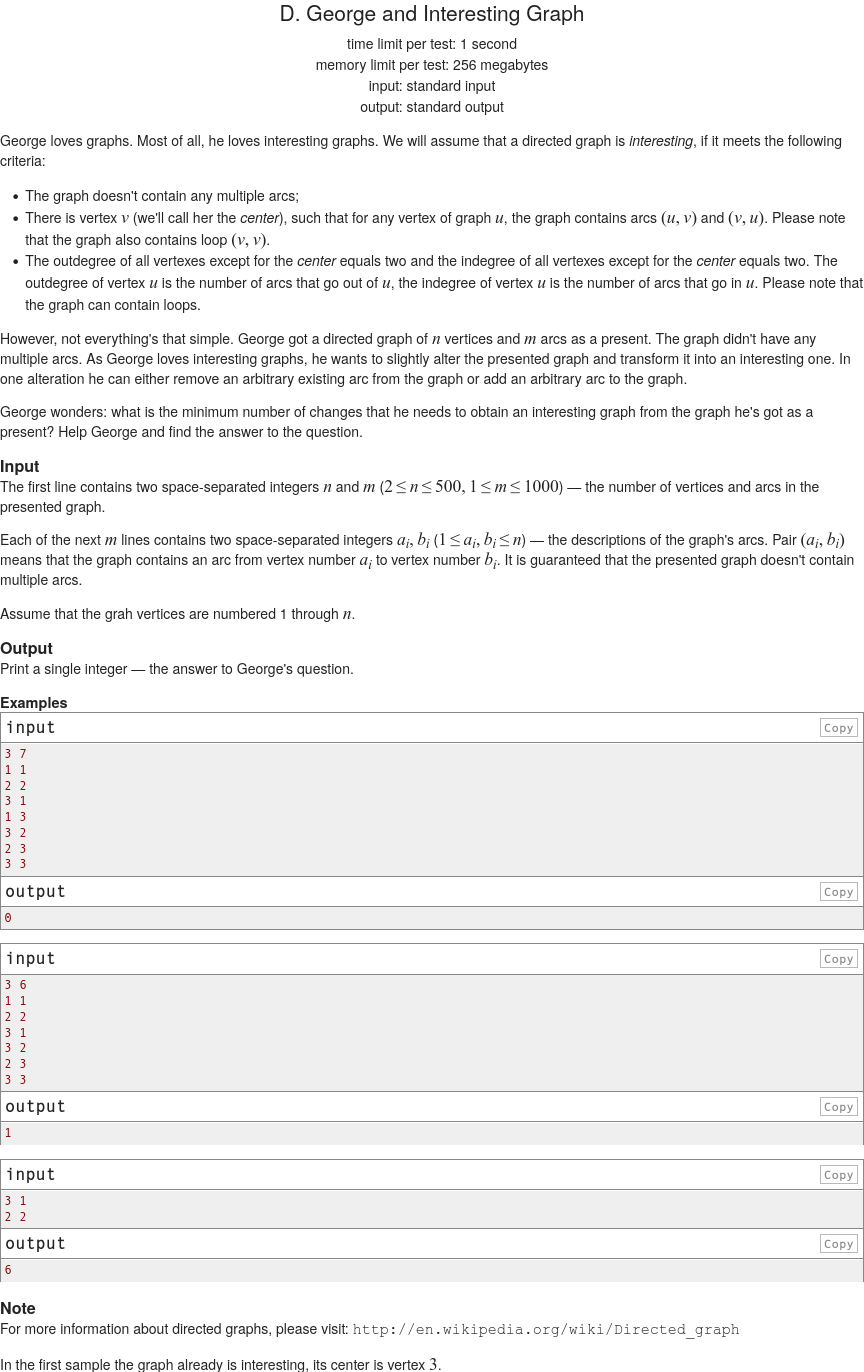 D. George and Interesting Graph
time limit per test: 1 second
memory limit per test: 256 megabytes
input: standard input
output: standard output
George loves graphs. Most of all, he loves interesting graphs. We will assume that a directed graph is interesting, if it meets the following
criteria:
• The graph doesn't contain any multiple arcs;
• There is vertex v (we'll call her the center), such that for any vertex of graph u, the graph contains arcs (u, v) and (v, u). Please note
that the graph also contains loop (v, v).
• The outdegree of all vertexes except for the center equals two and the indegree of all vertexes except for the center equals two. The
outdegree of vertex u is the number of arcs that go out of u, the indegree of vertex u is the number of arcs that go in u. Please note that
the graph can contain loops.
However, not everything's that simple. George got a directed graph of n vertices and m arcs as a present. The graph didn't have any
multiple arcs. As George loves interesting graphs, he wants to slightly alter the presented graph and transform it into an interesting one. In
one alteration he can either remove an arbitrary existing arc from the graph or add an arbitrary arc to the graph.
George wonders: what is the minimum number of changes that he needs to obtain an interesting graph from the graph he's got as a
present? Help George and find the answer to the question.
Input
The first line contains two space-separated integers n and m (2 ≤ n ≤ 500, 1 ≤ m ≤ 1000) — the number of vertices and arcs in the
presented graph.
Each of the next m lines contains two space-separated integers aᵢ, bᵢ (1 ≤ aᵢ, bᵢ ≤ n) — the descriptions of the graph's arcs. Pair (aᵢ, bᵢ)
means that the graph contains an arc from vertex number aᵢ to vertex number bᵢ. It is guaranteed that the presented graph doesn't contain
multiple arcs.
Assume that the grah vertices are numbered 1 through n.
Output
Print a single integer — the answer to George's question.
Examples
input Copy
3 7
1 1
2 2
3 1
1 3
3 2
2 3
3 3
output Copy
0
input Copy
3 6
1 1
2 2
3 1
3 2
2 3
3 3
output Copy
1
input Copy
3 1
2 2
output Copy
6
Note
For more information about directed graphs, please visit: http://en.wikipedia.org/wiki/Directed_graph
In the first sample the graph already is interesting, its center is vertex 3.